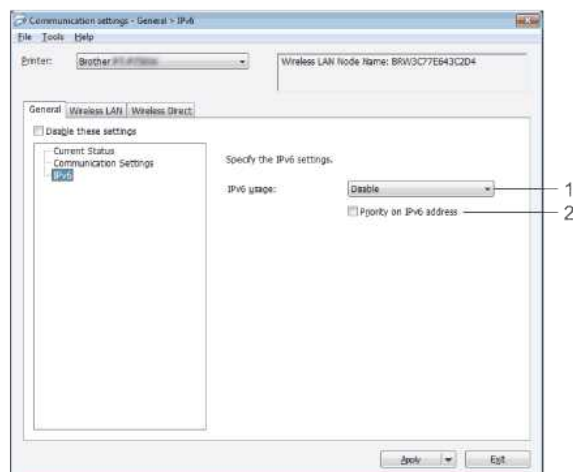 Communication settings - General > IPv6
File Tools Help
Printer: Brother
Wireless LAN Node Name: BRW3C77E643C2D4
General Wireless LAN Wireless Direct
Disable these settings
Current Status
Communication Settings
IPv6
Specify the IPv6 settings.
IPv6 usage: Disable 1
Priority on IPv6 address 2
Apply Exit